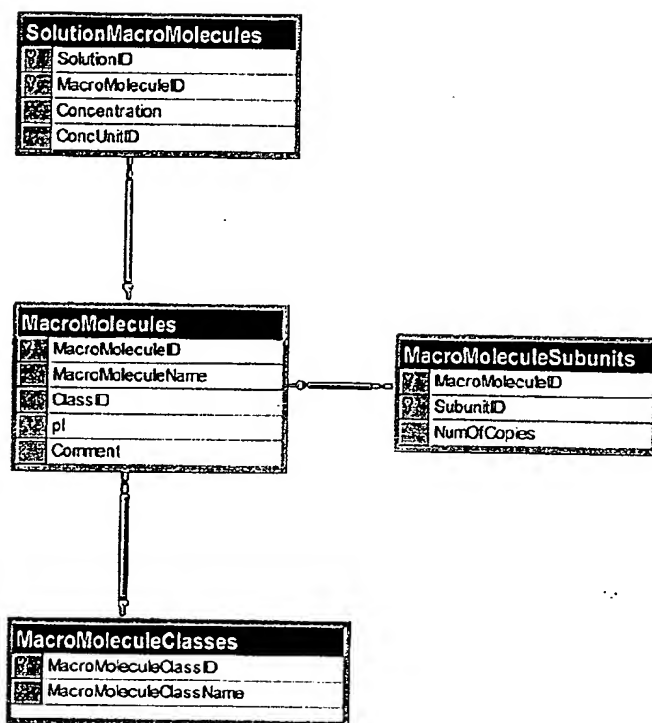 SolutionMacroMolecules
SolutionID
MacroMoleculeID
Concentration
ConcUnitID
MacroMolecules
MacroMoleculeID
MacroMoleculeName
ClassID
pI
Comment
MacroMoleculeSubunits
MacroMoleculeID
SubunitID
NumOfCopies
MacroMoleculeClasses
MacroMoleculeClassID
MacroMoleculeClassName